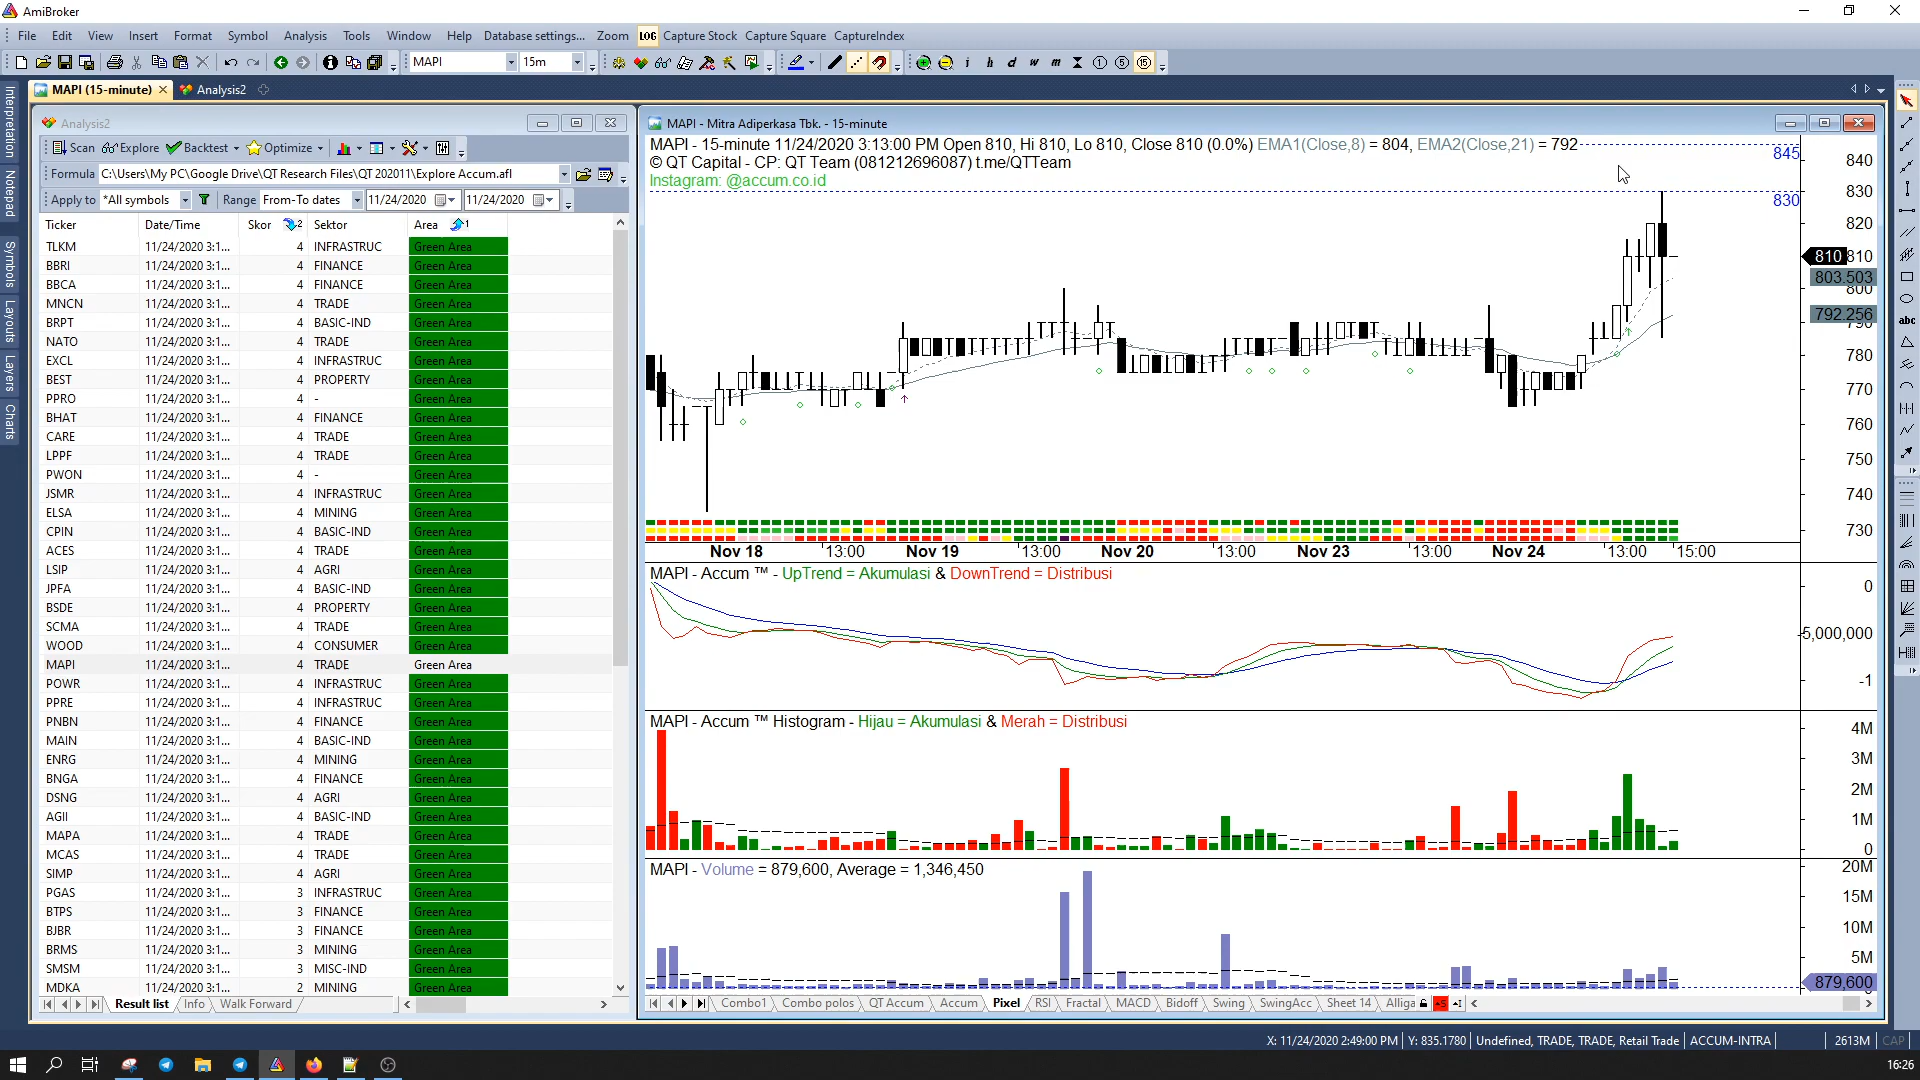 AmiBroker
File Edit View Insert Format Symbol Analysis Tools Window Help Database settings... Zoom LOG Capture Stock Capture Square CaptureIndex
MAPI 15m
MAPI (15-minute) Analysis2
Interpretation
Notepad
Symbols
Layouts
Layers
Charts
Analysis2
Scan Explore Backtest Optimize
Formula C:\Users\My PC\Google Drive\QT Research Files\QT 202011\Explore Accum.afl
Apply to *All symbols Range From-To dates 11/24/2020 11/24/2020
Ticker Date/Time Skor 2 Sektor Area 1
TLKM 11/24/2020 3:1... 4 INFRASTRUC Green Area
BBRI 11/24/2020 3:1... 4 FINANCE Green Area
BBCA 11/24/2020 3:1... 4 FINANCE Green Area
MNCN 11/24/2020 3:1... 4 TRADE Green Area
BRPT 11/24/2020 3:1... 4 BASIC-IND Green Area
NATO 11/24/2020 3:1... 4 TRADE Green Area
EXCL 11/24/2020 3:1... 4 INFRASTRUC Green Area
BEST 11/24/2020 3:1... 4 PROPERTY Green Area
PPRO 11/24/2020 3:1... 4 - Green Area
BHAT 11/24/2020 3:1... 4 FINANCE Green Area
CARE 11/24/2020 3:1... 4 TRADE Green Area
LPPF 11/24/2020 3:1... 4 TRADE Green Area
PWON 11/24/2020 3:1... 4 - Green Area
JSMR 11/24/2020 3:1... 4 INFRASTRUC Green Area
ELSA 11/24/2020 3:1... 4 MINING Green Area
CPIN 11/24/2020 3:1... 4 BASIC-IND Green Area
ACES 11/24/2020 3:1... 4 TRADE Green Area
LSIP 11/24/2020 3:1... 4 AGRI Green Area
JPFA 11/24/2020 3:1... 4 BASIC-IND Green Area
BSDE 11/24/2020 3:1... 4 PROPERTY Green Area
SCMA 11/24/2020 3:1... 4 TRADE Green Area
WOOD 11/24/2020 3:1... 4 CONSUMER Green Area
MAPI 11/24/2020 3:1... 4 TRADE Green Area
POWR 11/24/2020 3:1... 4 INFRASTRUC Green Area
PPRE 11/24/2020 3:1... 4 INFRASTRUC Green Area
PNBN 11/24/2020 3:1... 4 FINANCE Green Area
MAIN 11/24/2020 3:1... 4 BASIC-IND Green Area
ENRG 11/24/2020 3:1... 4 MINING Green Area
BNGA 11/24/2020 3:1... 4 FINANCE Green Area
DSNG 11/24/2020 3:1... 4 AGRI Green Area
AGII 11/24/2020 3:1... 4 BASIC-IND Green Area
MAPA 11/24/2020 3:1... 4 TRADE Green Area
MCAS 11/24/2020 3:1... 4 TRADE Green Area
SIMP 11/24/2020 3:1... 4 AGRI Green Area
PGAS 11/24/2020 3:1... 3 INFRASTRUC Green Area
BTPS 11/24/2020 3:1... 3 FINANCE Green Area
BJBR 11/24/2020 3:1... 3 FINANCE Green Area
BRMS 11/24/2020 3:1... 3 MINING Green Area
SMSM 11/24/2020 3:1... 3 MISC-IND Green Area
MDKA 11/24/2020 3:1... 2 MINING Green Area
Result list Info Walk Forward
MAPI - Mitra Adiperkasa Tbk. - 15-minute
MAPI - 15-minute 11/24/2020 3:13:00 PM Open 810, Hi 810, Lo 810, Close 810 (0.0%) EMA1(Close,8) = 804, EMA2(Close,21) = 792
© QT Capital - CP: QT Team (081212696087) t.me/QTTeam
Instagram: @accum.co.id
845
840
830
830
820
810 810
803.503
800
792.256
790
780
770
760
750
740
730
Nov 18 13:00 Nov 19 13:00 Nov 20 13:00 Nov 23 13:00 Nov 24 13:00 15:00
MAPI - Accum ™ - UpTrend = Akumulasi & DownTrend = Distribusi
0
-5,000,000
-1
MAPI - Accum ™ Histogram - Hijau = Akumulasi & Merah = Distribusi
4M
3M
2M
1M
0
MAPI - Volume = 879,600, Average = 1,346,450
20M
15M
10M
5M
879,600
Combo1 Combo polos QT Accum Accum Pixel RSI Fractal MACD Bidoff Swing SwingAcc Sheet 14 Alliga
abc
X: 11/24/2020 2:49:00 PM Y: 835.1780 Undefined, TRADE, TRADE, Retail Trade ACCUM-INTRA 2613M CAP
16:26